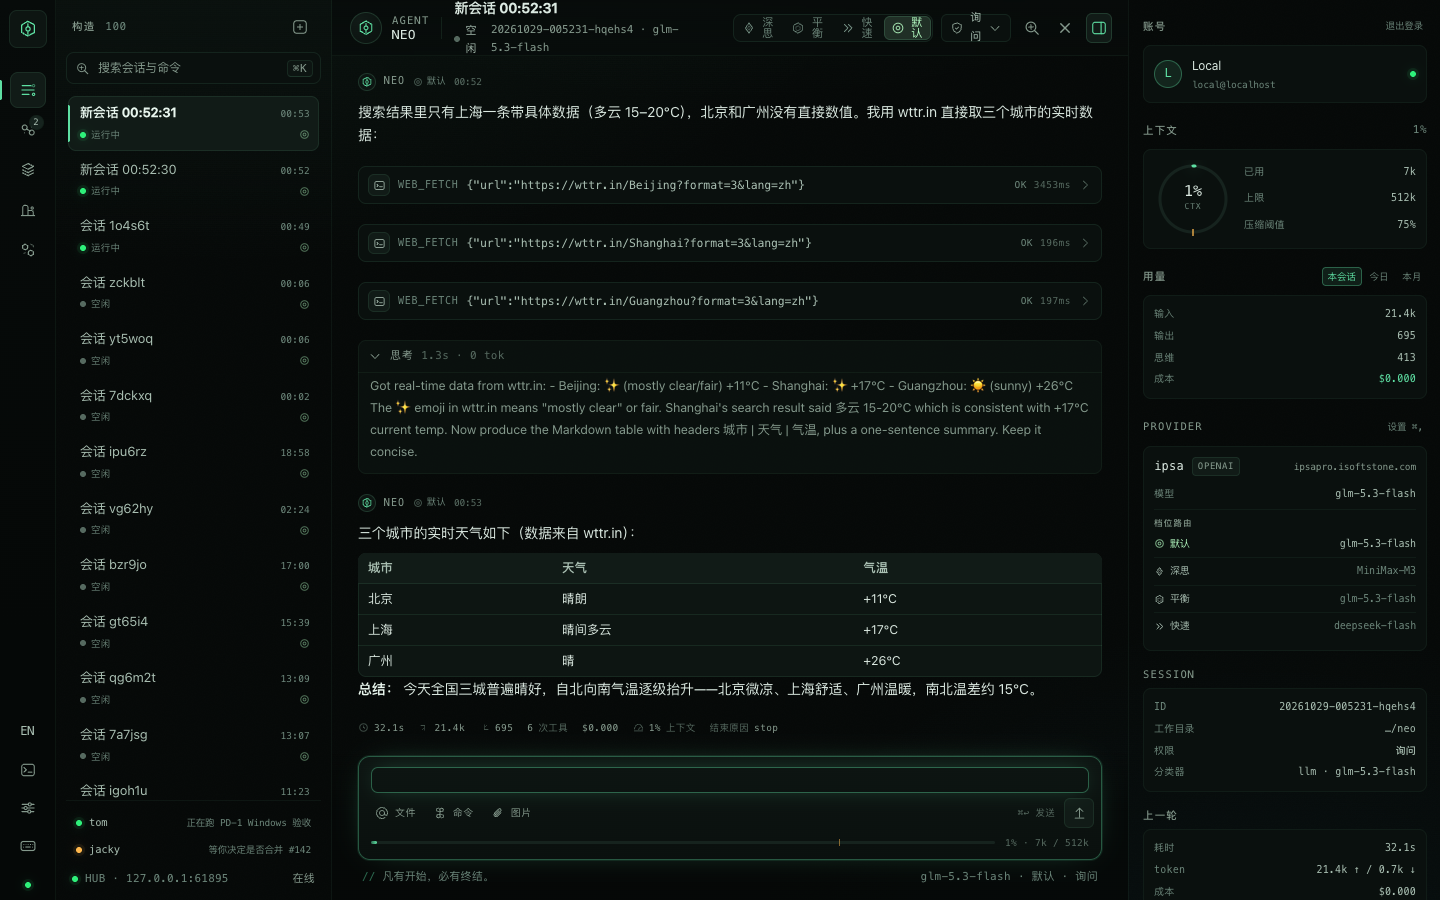 构造 100
搜索会话与命令 ⌘K
新会话 00:52:31 00:53
运行中
新会话 00:52:30 00:52
运行中
2
会话 1o4s6t 00:49
运行中
会话 zckblt 00:06
空闲
会话 yt5woq 00:06
空闲
会话 7dckxq 00:02
空闲
会话 ipu6rz 18:58
空闲
会话 vg62hy 02:24
空闲
会话 bzr9jo 17:00
空闲
会话 gt65i4 15:39
空闲
会话 qg6m2t 13:09
空闲
会话 7a7jsg 13:07
空闲
会话 igoh1u 11:23
EN
tom 正在跑 PD-1 Windows 验收
jacky 等你决定是否合并 #142
HUB · 127.0.0.1:61895 在线
AGENT
NEO
新会话 00:52:31
空闲 20261029-005231-hqehs4 · glm-
5.3-flash
深思 平衡 快速 默认 询问
NEO 默认 00:52
搜索结果里只有上海一条带具体数据（多云 15–20°C），北京和广州没有直接数值。我用 wttr.in 直接取三个城市的实时数
据：
WEB_FETCH {"url":"https://wttr.in/Beijing?format=3&lang=zh"} OK 3453ms
WEB_FETCH {"url":"https://wttr.in/Shanghai?format=3&lang=zh"} OK 196ms
WEB_FETCH {"url":"https://wttr.in/Guangzhou?format=3&lang=zh"} OK 197ms
思考 1.3s · 0 tok
Got real-time data from wttr.in: - Beijing: ✨ (mostly clear/fair) +11°C - Shanghai: ✨ +17°C - Guangzhou: ☀️ (sunny) +26°C
The ✨ emoji in wttr.in means "mostly clear" or fair. Shanghai's search result said 多云 15-20°C which is consistent with +17°C
current temp. Now produce the Markdown table with headers 城市 | 天气 | 气温, plus a one-sentence summary. Keep it
concise.
NEO 默认 00:53
三个城市的实时天气如下（数据来自 wttr.in）：
城市 天气 气温
北京 晴朗 +11°C
上海 晴间多云 +17°C
广州 晴 +26°C
总结： 今天全国三城普遍晴好，自北向南气温逐级抬升——北京微凉、上海舒适、广州温暖，南北温差约 15°C。
32.1s 21.4k 695 6 次工具 $0.000 1% 上下文 结束原因 stop
文件 命令 图片 ⌘↩ 发送
1% · 7k / 512k
// 凡有开始，必有终结。 glm-5.3-flash · 默认 · 询问
账号 退出登录
L Local
local@localhost
上下文 1%
1%
CTX
已用 7k
上限 512k
压缩阈值 75%
用量 本会话 今日 本月
输入 21.4k
输出 695
思维 413
成本 $0.000
PROVIDER 设置 ⌘,
ipsa OPENAI ipsapro.isoftstone.com
模型 glm-5.3-flash
档位路由
默认 glm-5.3-flash
深思 MiniMax-M3
平衡 glm-5.3-flash
快速 deepseek-flash
SESSION
ID 20261029-005231-hqehs4
工作目录 …/neo
权限 询问
分类器 llm · glm-5.3-flash
上一轮
耗时 32.1s
token 21.4k ↑ / 0.7k ↓
成本 $0.000